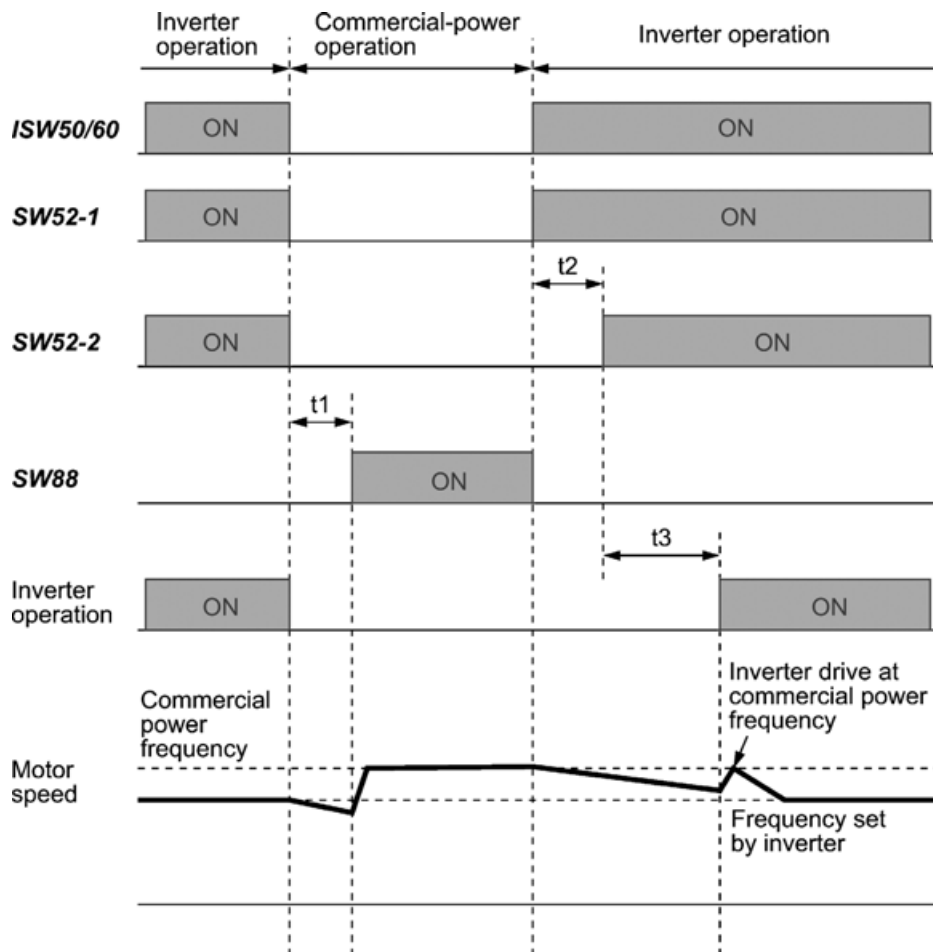 Inverter
operation
Commercial-power
operation
Inverter operation
ISW50/60
ON
ON
SW52-1
ON
ON
t2
SW52-2
ON
ON
t1
SW88
ON
t3
Inverter
operation
ON
ON
Commercial
power
frequency
Inverter drive at
commercial power
frequency
Motor
speed
Frequency set
by inverter